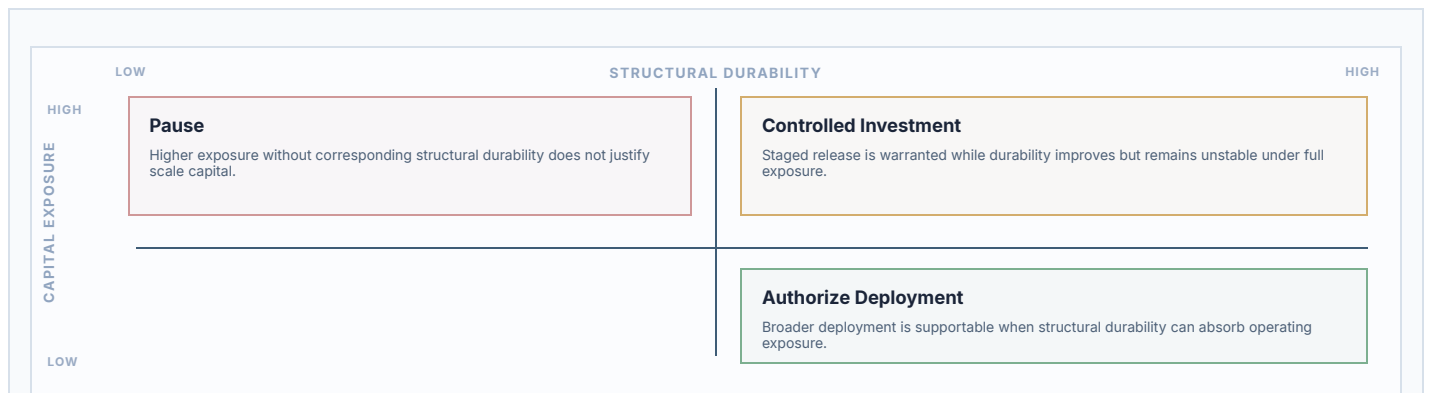 LOW
STRUCTURAL DURABILITY
HIGH
HIGH
CAPITAL EXPOSURE
LOW
Pause
Higher exposure without corresponding structural durability does not justify
scale capital.
Controlled Investment
Staged release is warranted while durability improves but remains unstable under full
exposure.
Authorize Deployment
Broader deployment is supportable when structural durability can absorb operating
exposure.